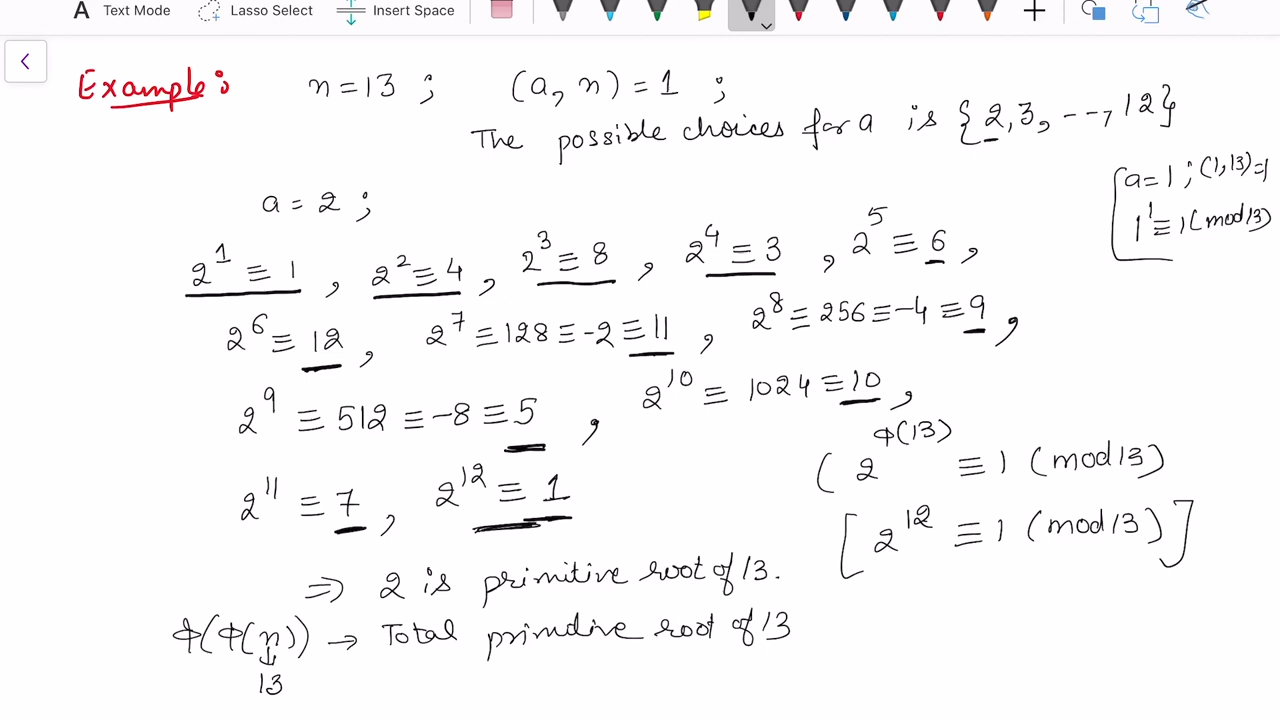 A Text Mode Lasso Select Insert Space
Example: n=13 ; (a, n) = 1 ;
The possible choices for a is {2, 3, --, 12}
[a=1 ; (1,13)=1
1¹ ≡ 1 (mod 13)
a = 2 ;
2¹ ≡ 1 , 2² ≡ 4 , 2³ ≡ 8 , 2⁴ ≡ 3 , 2⁵ ≡ 6 ,
2⁶ ≡ 12 , 2⁷ ≡ 128 ≡ -2 ≡ 11 , 2⁸ ≡ 256 ≡ -4 ≡ 9 ,
2⁹ ≡ 512 ≡ -8 ≡ 5 , 2¹⁰ ≡ 1024 ≡ 10 ,
(2^Φ(13) ≡ 1 (mod 13)
2¹¹ ≡ 7 , 2¹² ≡ 1
[2¹² ≡ 1 (mod 13)]
⇒ 2 is primitive root of 13.
Φ(Φ(n)) → Total primitive root of 13
↓
13